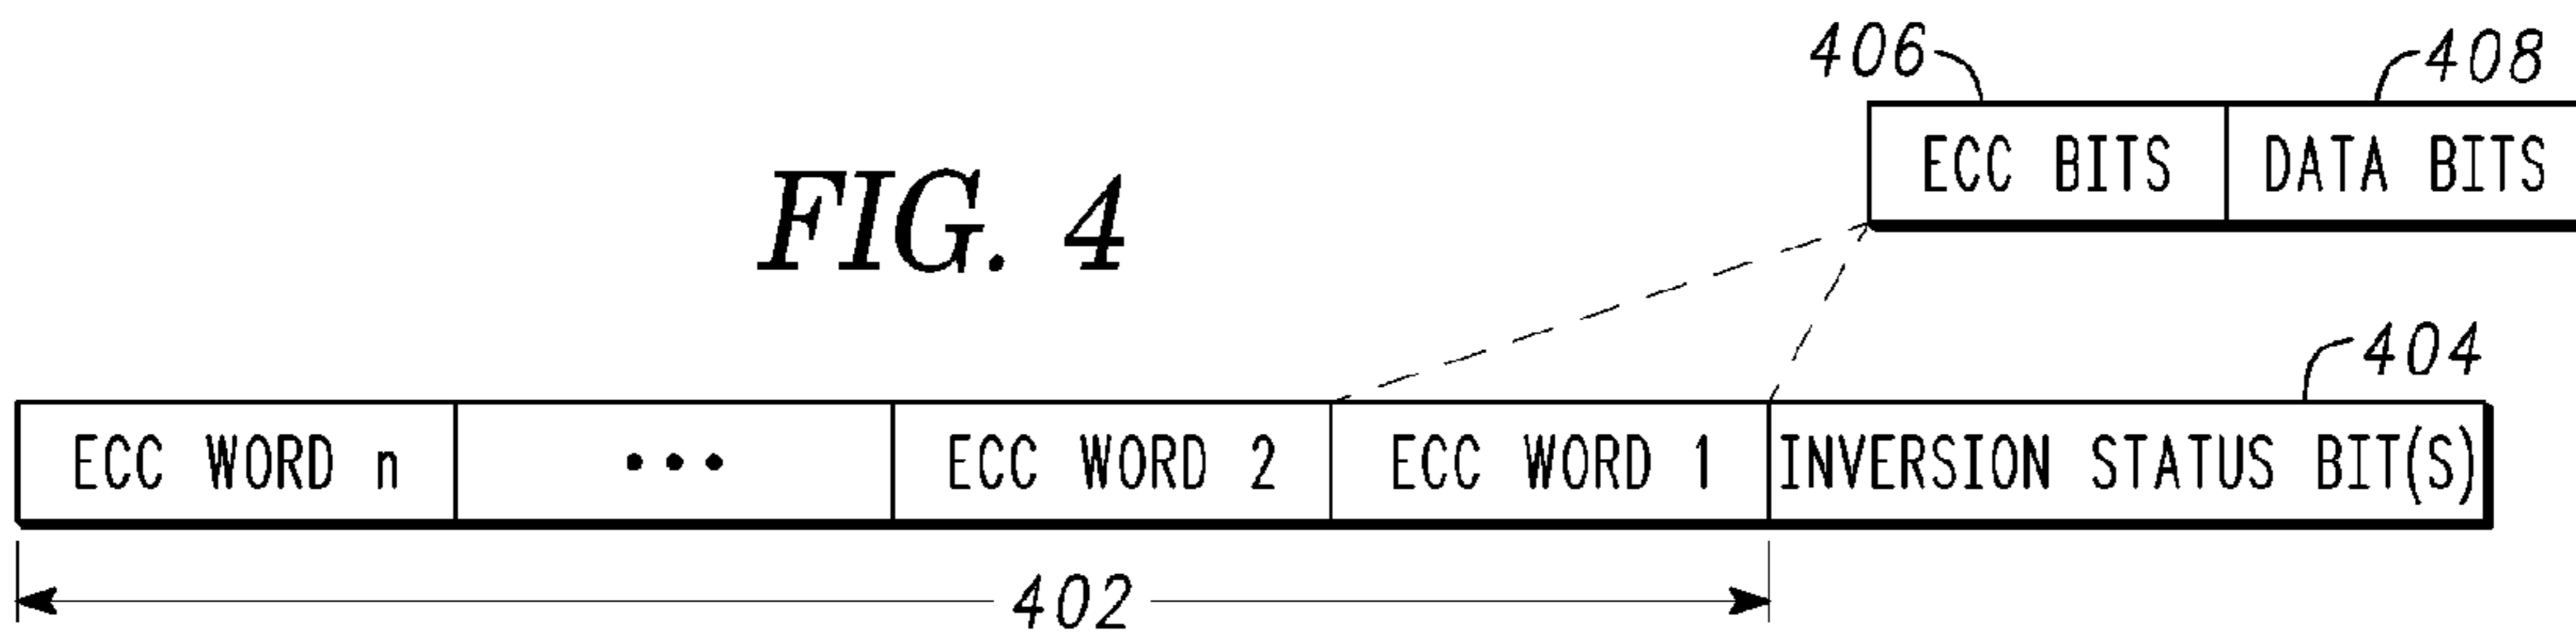 406
408
ECC BITS DATA BITS
FIG. 4
404
ECC WORD n ••• ECC WORD 2 ECC WORD 1 INVERSION STATUS BIT(S)
402